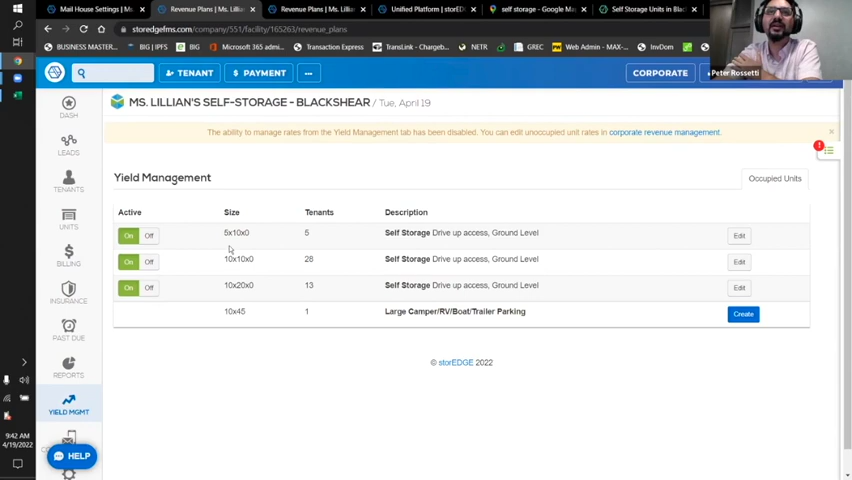 Mail House Settings | M
Revenue Plans | Ms. Lillian
Revenue Plans | Ms. Lillian
Unified Platform | storED
self storage - Google Ma
Self Storage Units in Blac
storedgefms.com/company/551/facility/165263/revenue_plans
BUSINESS MASTER...
BIG | IPFS
BIG
Microsoft 365 admi...
Transaction Express
TransLink - Chargeb...
NETR
GREC
Web Admin - MAX-...
InvDom
Peter Rossetti
TENANT
$ PAYMENT
...
CORPORATE
MS. LILLIAN'S SELF-STORAGE - BLACKSHEAR / Tue, April 19
The ability to manage rates from the Yield Management tab has been disabled. You can edit unoccupied unit rates in corporate revenue management. ×
DASH
LEADS
TENANTS
UNITS
BILLING
INSURANCE
PAST DUE
REPORTS
YIELD MGMT
HELP
Yield Management
Occupied Units
Active Size Tenants Description
On Off 5x10x0 5 Self Storage Drive up access, Ground Level Edit
On Off 10x10x0 28 Self Storage Drive up access, Ground Level Edit
On Off 10x20x0 13 Self Storage Drive up access, Ground Level Edit
10x45 1 Large Camper/RV/Boat/Trailer Parking Create
© storEDGE 2022
9:42 AM
4/19/2022